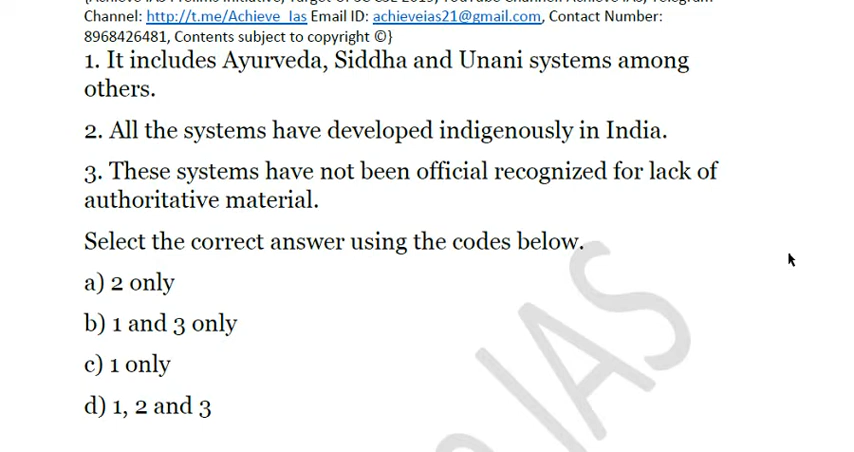 Channel: http://t.me/Achieve_Ias Email ID: achieveias21@gmail.com, Contact Number:
8968426481, Contents subject to copyright ©}
1. It includes Ayurveda, Siddha and Unani systems among
others.
2. All the systems have developed indigenously in India.
3. These systems have not been official recognized for lack of
authoritative material.
Select the correct answer using the codes below.
a) 2 only
b) 1 and 3 only
c) 1 only
d) 1, 2 and 3
IAS